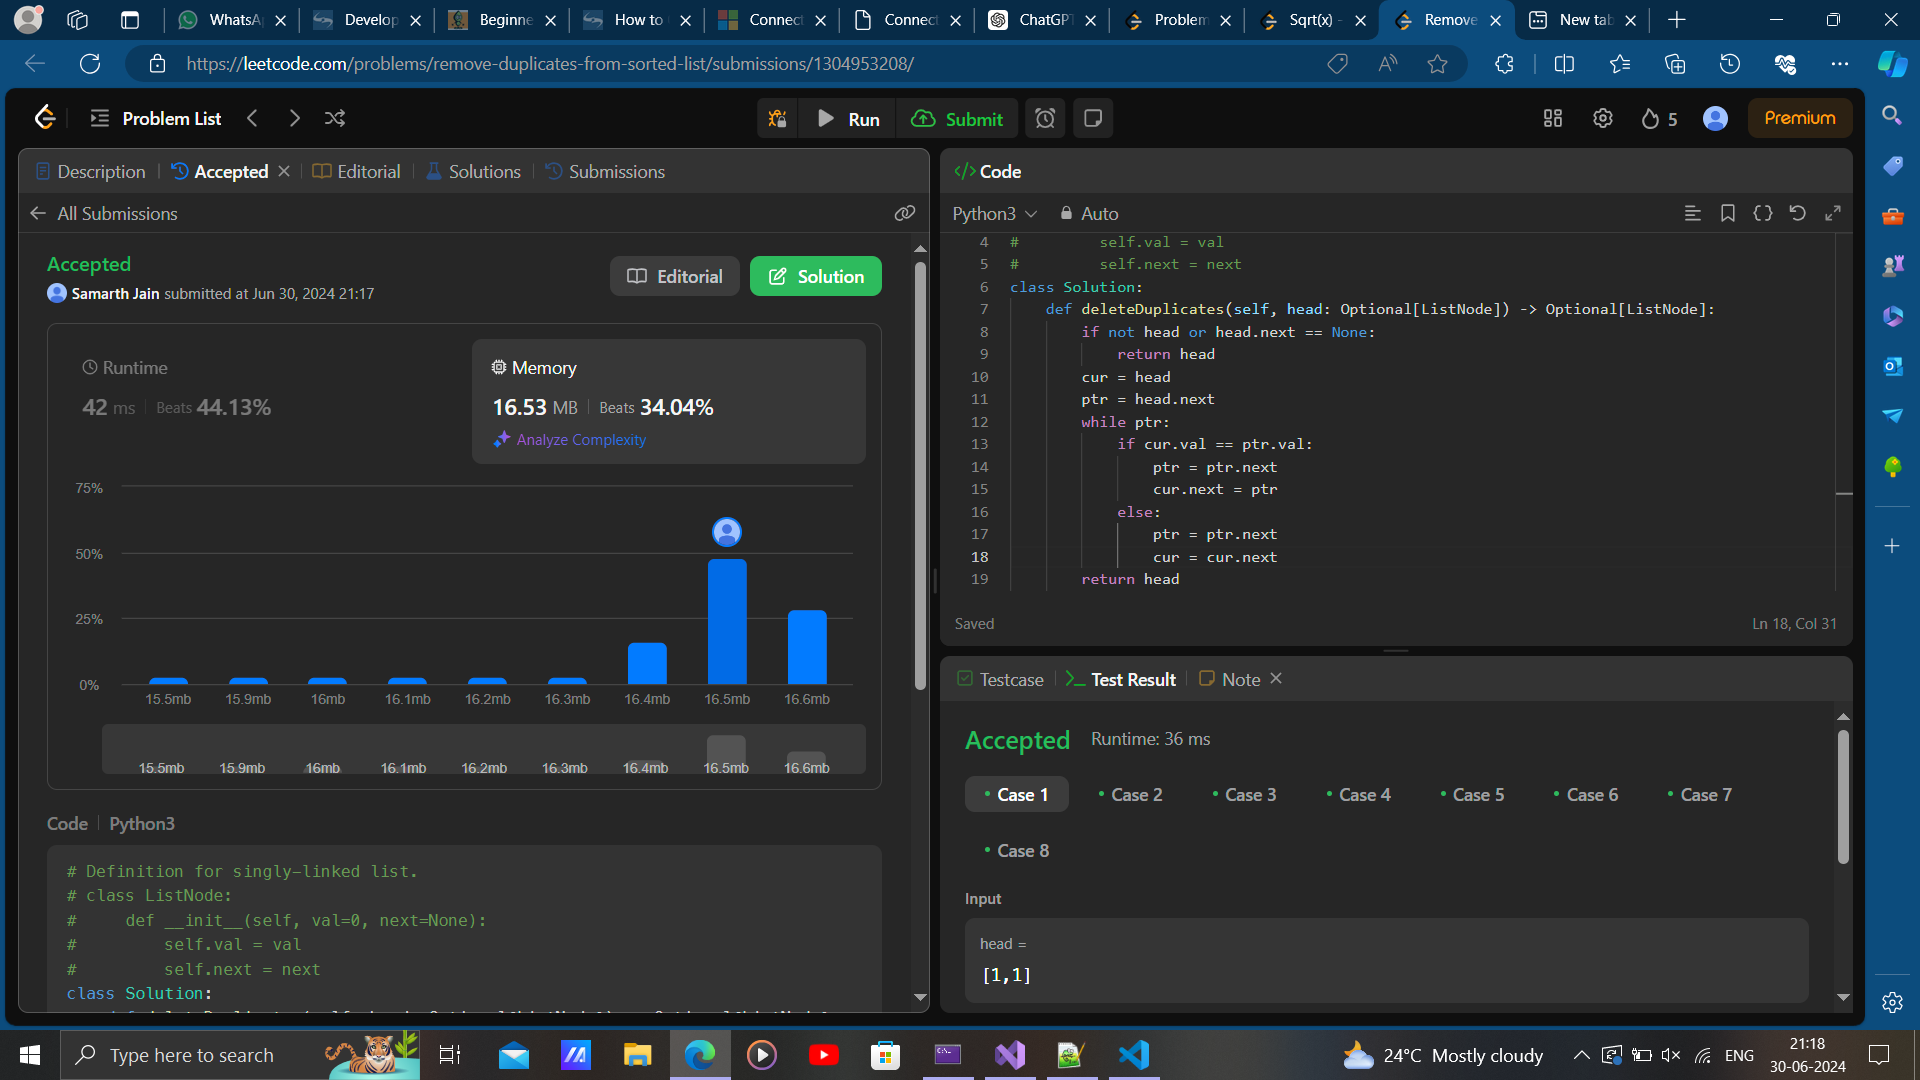 WhatsA
Develop
Beginne
How to
Connect
Connect
ChatGPT
Problem
Sqrt(x) -
Remove
New tab
https://leetcode.com/problems/remove-duplicates-from-sorted-list/submissions/1304953208/
Problem List
Run
Submit
5
Premium
Description
Accepted
Editorial
Solutions
Submissions
All Submissions
Accepted
Samarth Jain submitted at Jun 30, 2024 21:17
Editorial
Solution
Runtime
42 ms
Beats 44.13%
Memory
16.53 MB
Beats 34.04%
Analyze Complexity
75%
50%
25%
0%
15.5mb 15.9mb 16mb 16.1mb 16.2mb 16.3mb 16.4mb 16.5mb 16.6mb
15.5mb 15.9mb 16mb 16.1mb 16.2mb 16.3mb 16.4mb 16.5mb 16.6mb
Code
Python3
# Definition for singly-linked list.
# class ListNode:
#     def __init__(self, val=0, next=None):
#         self.val = val
#         self.next = next
class Solution:
</> Code
Python3
Auto
4 #         self.val = val
5 #         self.next = next
6 class Solution:
7     def deleteDuplicates(self, head: Optional[ListNode]) -> Optional[ListNode]:
8         if not head or head.next == None:
9             return head
10         cur = head
11         ptr = head.next
12         while ptr:
13             if cur.val == ptr.val:
14                 ptr = ptr.next
15                 cur.next = ptr
16             else:
17                 ptr = ptr.next
18                 cur = cur.next
19         return head
Saved
Ln 18, Col 31
Testcase
Test Result
Note
Accepted
Runtime: 36 ms
Case 1
Case 2
Case 3
Case 4
Case 5
Case 6
Case 7
Case 8
Input
head =
[1,1]
Type here to search
24°C Mostly cloudy
ENG
21:18
30-06-2024